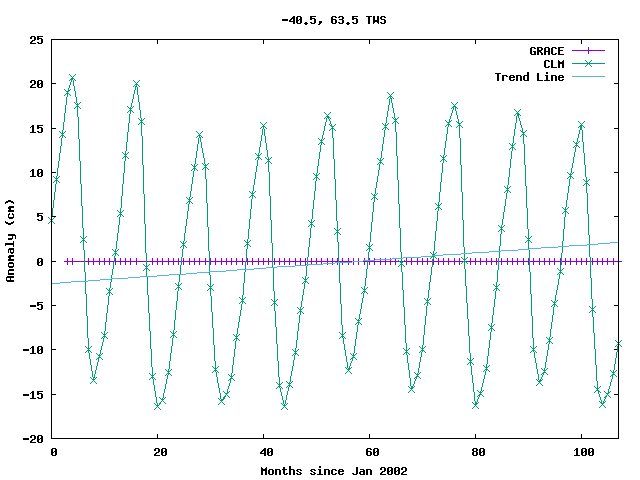 -40.5, 63.5 TWS
25
GRACE
CLM
Trend Line
20
15
10
5
0
-5
-10
-15
-20
Anomaly (cm)
0 20 40 60 80 100
Months since Jan 2002